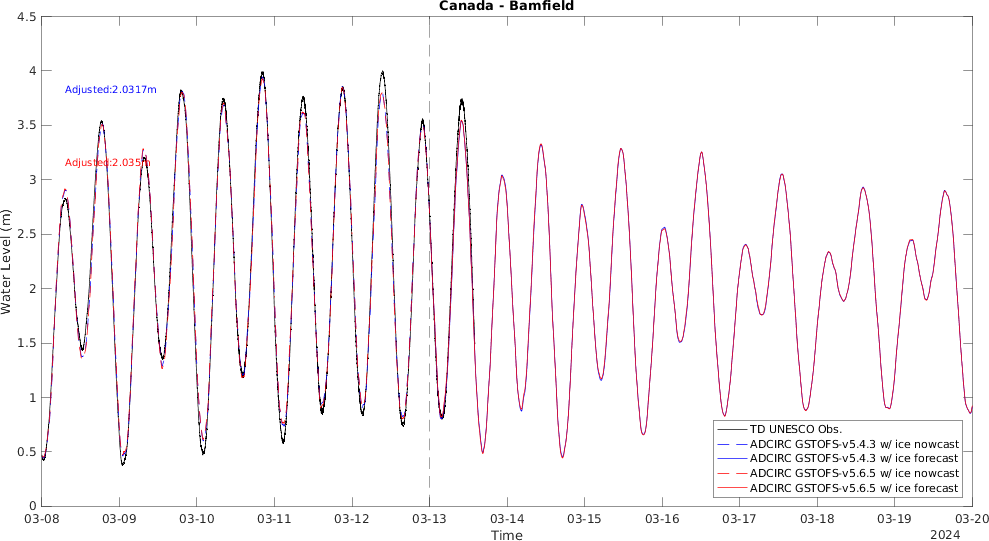 Canada - Bamfield
4.5
4
3.5
3
2.5
2
1.5
1
0.5
0
Water Level (m)
Adjusted:2.0317m
Adjusted:2.035
TD UNESCO Obs.
ADCIRC GSTOFS-v5.4.3 w/ ice nowcast
ADCIRC GSTOFS-v5.4.3 w/ ice forecast
ADCIRC GSTOFS-v5.6.5 w/ ice nowcast
ADCIRC GSTOFS-v5.6.5 w/ ice forecast
03-08 03-09 03-10 03-11 03-12 03-13 03-14 03-15 03-16 03-17 03-18 03-19 03-20
Time
2024